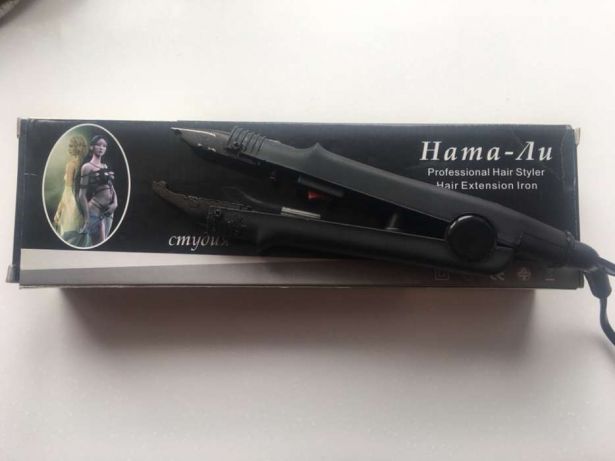 Ната-Ли
Professional Hair Styler
Hair Extension Iron
студия